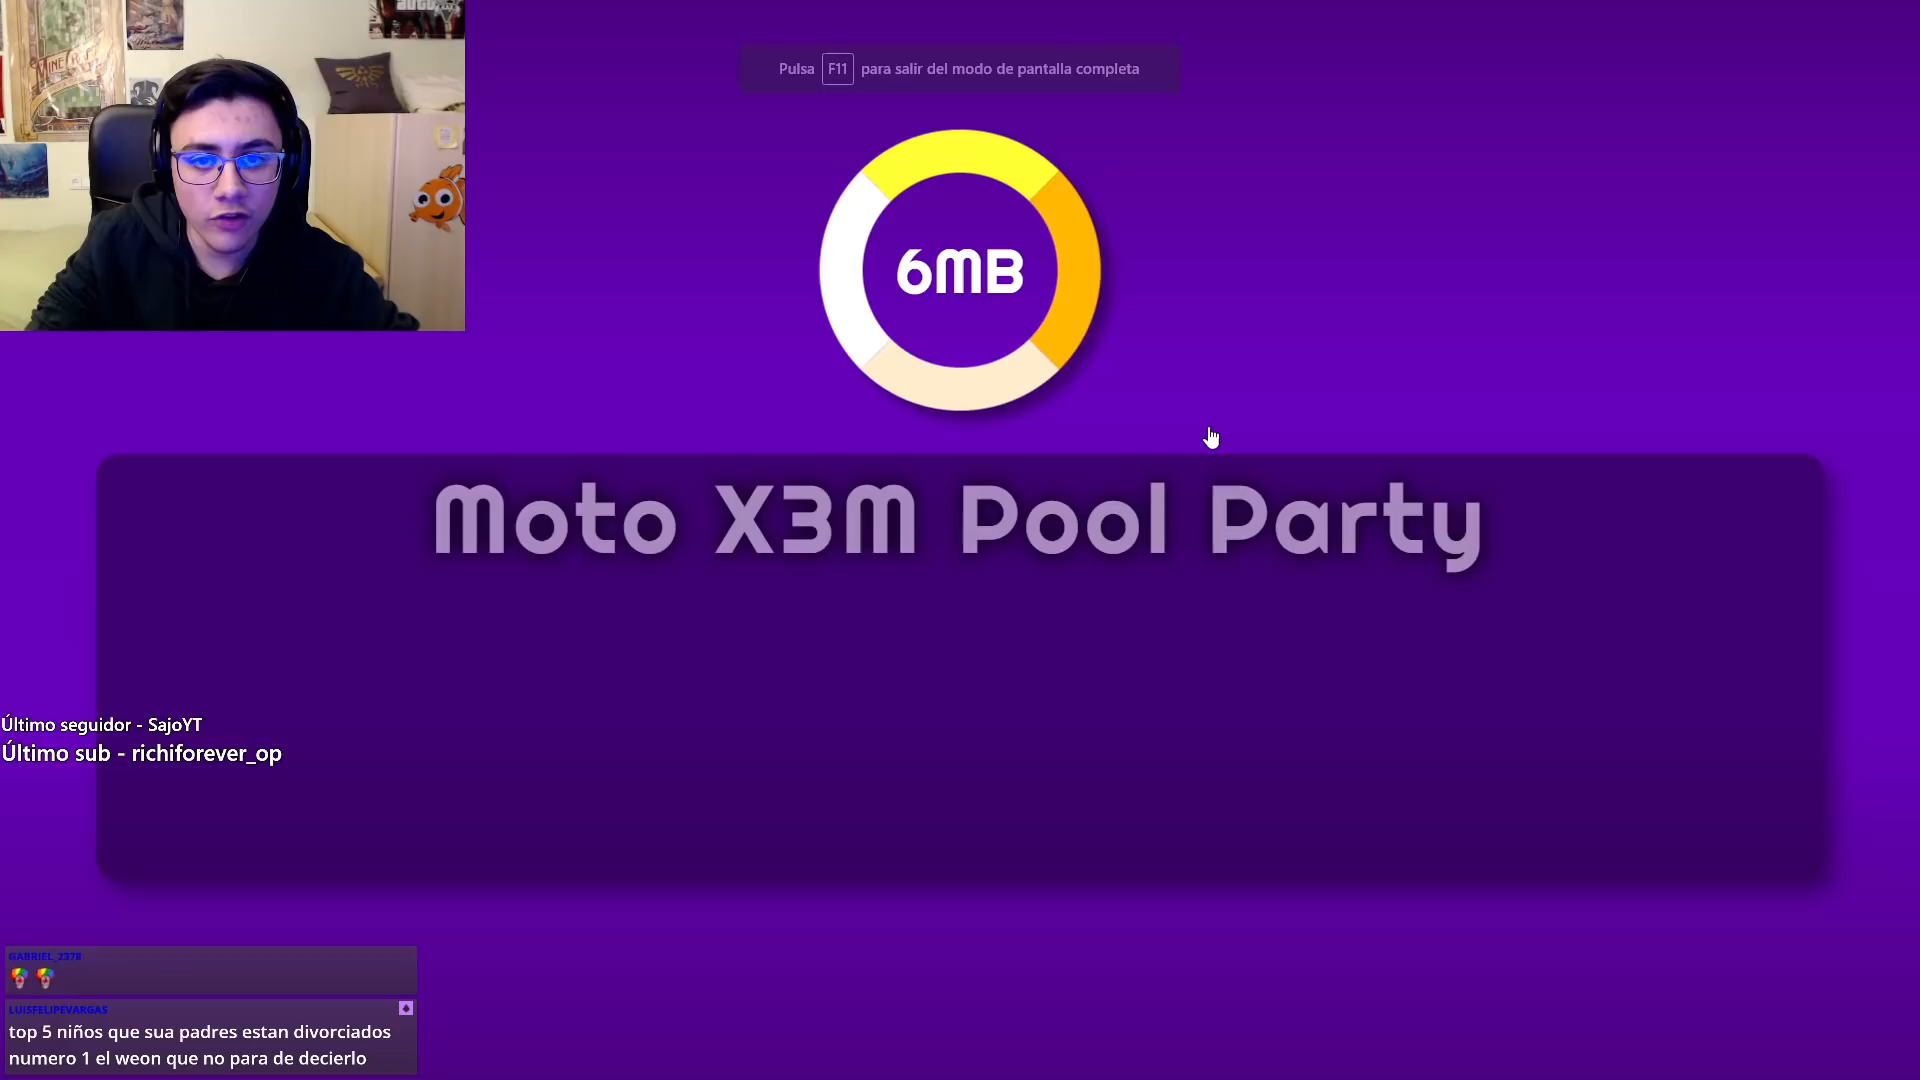 MINECR
Pulsa F11 para salir del modo de pantalla completa
6MB
Moto X3M Pool Party
Último seguidor - SajoYT
Último sub - richiforever_op
GABRIEL_2378
LUISFELIPEVARGAS
top 5 niños que sua padres estan divorciados
numero 1 el weon que no para de decierlo